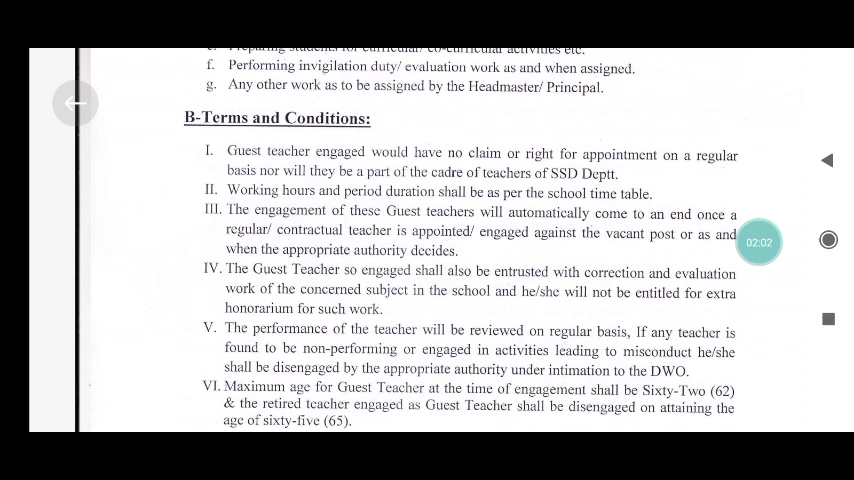 e. Preparing students for curricular/ co-curricular activities etc.
f. Performing invigilation duty/ evaluation work as and when assigned.
g. Any other work as to be assigned by the Headmaster/ Principal.
B-Terms and Conditions:
I. Guest teacher engaged would have no claim or right for appointment on a regular
basis nor will they be a part of the cadre of teachers of SSD Deptt.
II. Working hours and period duration shall be as per the school time table.
III. The engagement of these Guest teachers will automatically come to an end once a
regular/ contractual teacher is appointed/ engaged against the vacant post or as and
when the appropriate authority decides.
02:02
IV. The Guest Teacher so engaged shall also be entrusted with correction and evaluation
work of the concerned subject in the school and he/she will not be entitled for extra
honorarium for such work.
V. The performance of the teacher will be reviewed on regular basis, If any teacher is
found to be non-performing or engaged in activities leading to misconduct he/she
shall be disengaged by the appropriate authority under intimation to the DWO.
VI. Maximum age for Guest Teacher at the time of engagement shall be Sixty-Two (62)
& the retired teacher engaged as Guest Teacher shall be disengaged on attaining the
age of sixty-five (65).